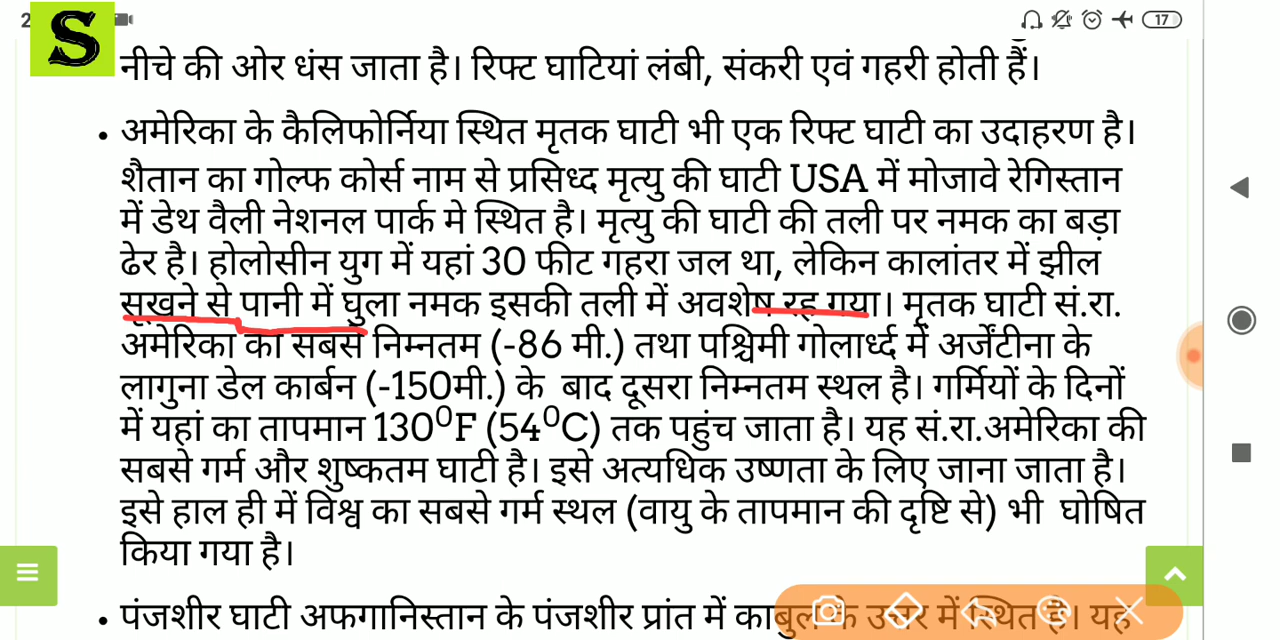 2
S
17
नीचे की ओर धंस जाता है। रिफ्ट घाटियां लंबी, संकरी एवं गहरी होती हैं।
• अमेरिका के कैलिफोर्निया स्थित मृतक घाटी भी एक रिफ्ट घाटी का उदाहरण है।
शैतान का गोल्फ कोर्स नाम से प्रसिध्द मृत्यु की घाटी USA में मोजावे रेगिस्तान
में डेथ वैली नेशनल पार्क मे स्थित है। मृत्यु की घाटी की तली पर नमक का बड़ा
ढेर है। होलोसीन युग में यहां 30 फीट गहरा जल था, लेकिन कालांतर में झील
सूखने से पानी में घुला नमक इसकी तली में अवशेष रह गया। मृतक घाटी सं.रा.
अमेरिका का सबसे निम्नतम (-86 मी.) तथा पश्चिमी गोलार्ध्द में अर्जेंटीना के
लागुना डेल कार्बन (-150मी.) के बाद दूसरा निम्नतम स्थल है। गर्मियों के दिनों
में यहां का तापमान 130⁰F (54⁰C) तक पहुंच जाता है। यह सं.रा.अमेरिका की
सबसे गर्म और शुष्कतम घाटी है। इसे अत्यधिक उष्णता के लिए जाना जाता है।
इसे हाल ही में विश्व का सबसे गर्म स्थल (वायु के तापमान की दृष्टि से) भी घोषित
किया गया है।
• पंजशीर घाटी अफगानिस्तान के पंजशीर प्रांत में काबुल के उत्तर में स्थित है। यह